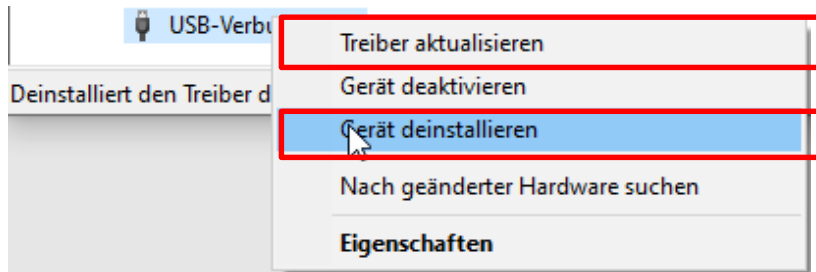 USB-Verbu
Treiber aktualisieren
Deinstalliert den Treiber d
Gerät deaktivieren
Gerät deinstallieren
Nach geänderter Hardware suchen
Eigenschaften